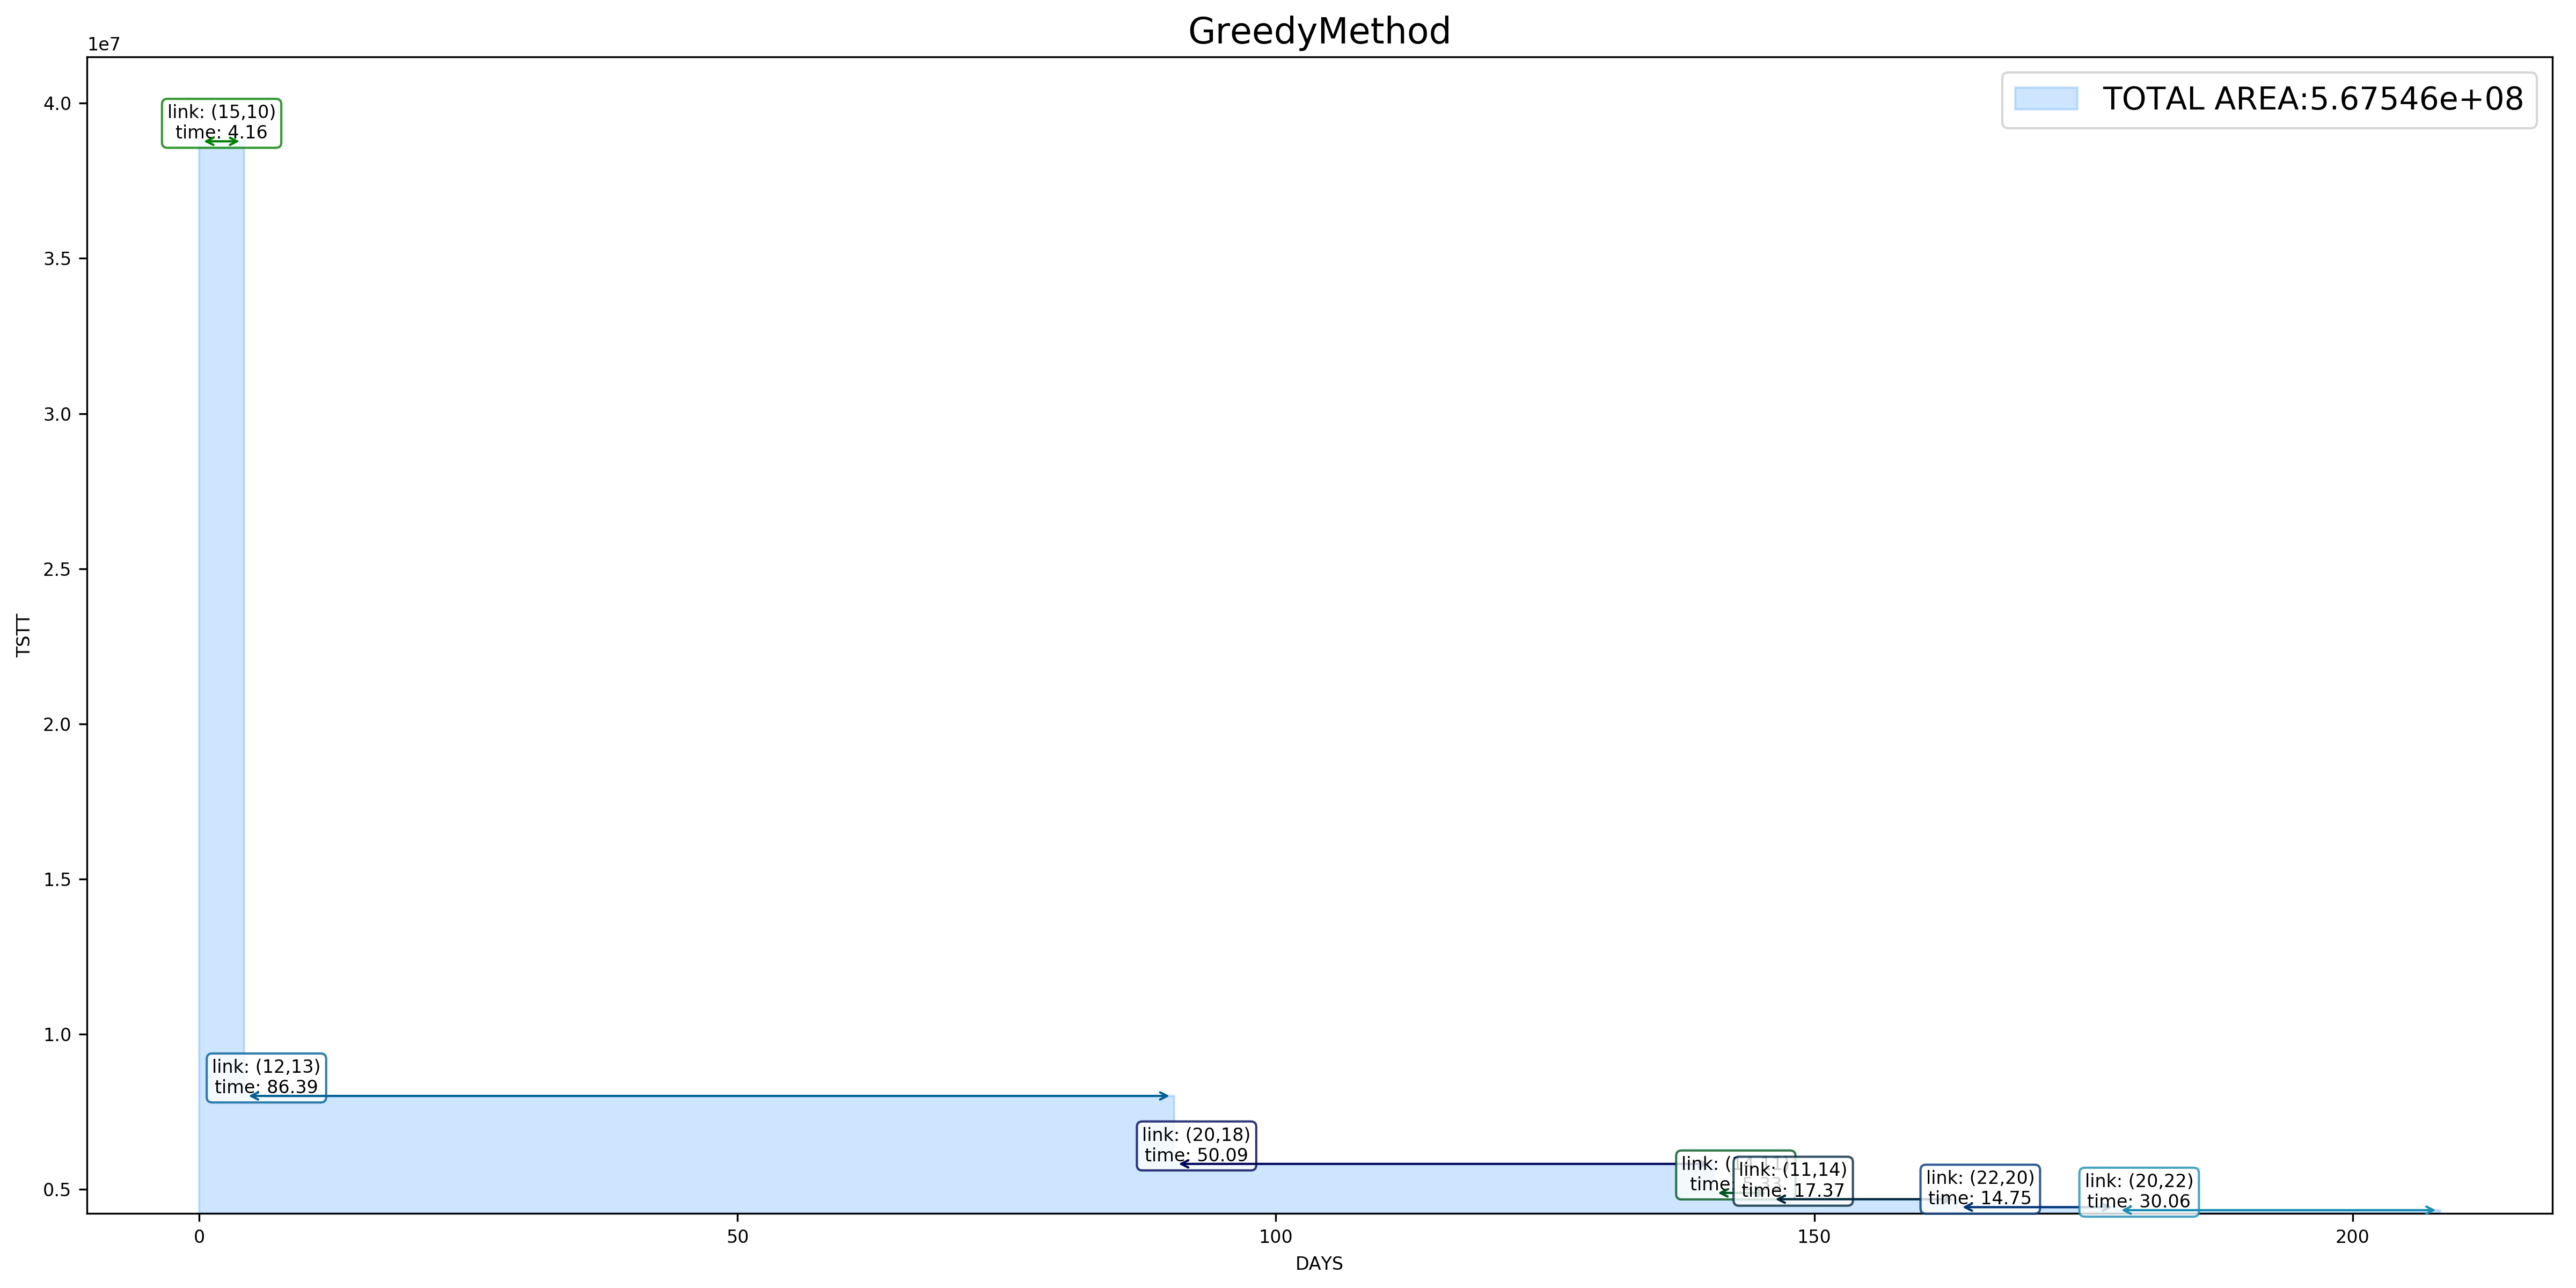 GreedyMethod
1e7
TOTAL AREA:5.67546e+08
4.0
3.5
3.0
2.5
2.0
1.5
1.0
0.5
TSTT
link: (15,10)
time: 4.16
link: (12,13)
time: 86.39
link: (20,18)
time: 50.09
link:
time
link: (11,14)
time: 17.37
link: (22,20)
time: 14.75
link: (20,22)
time: 30.06
0
50
100
150
200
DAYS